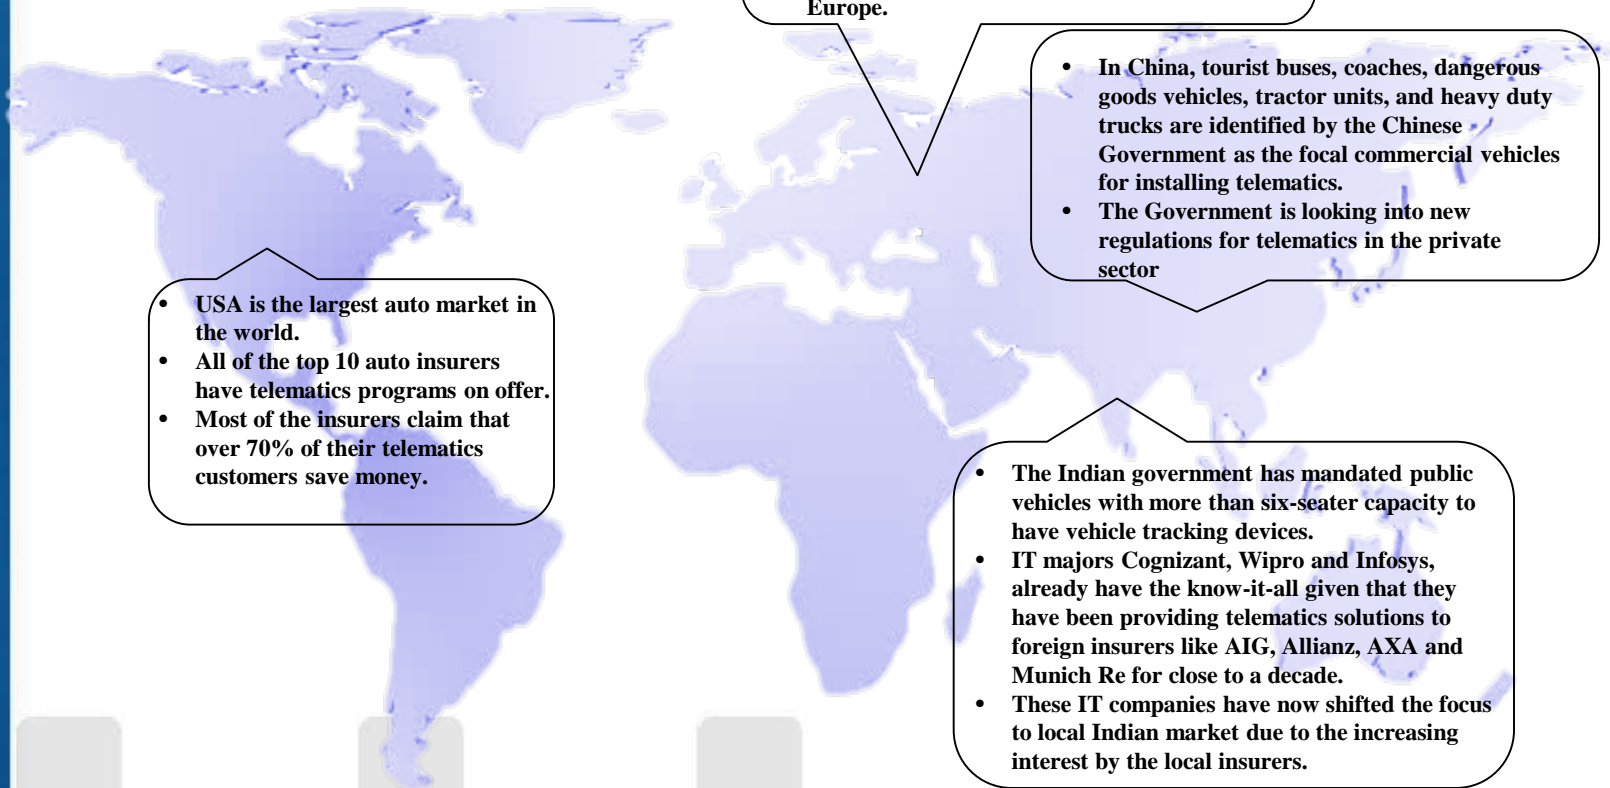 Europe.
• In China, tourist buses, coaches, dangerous
goods vehicles, tractor units, and heavy duty
trucks are identified by the Chinese
Government as the focal commercial vehicles
for installing telematics.
• The Government is looking into new
regulations for telematics in the private
sector
• USA is the largest auto market in
the world.
• All of the top 10 auto insurers
have telematics programs on offer.
• Most of the insurers claim that
over 70% of their telematics
customers save money.
• The Indian government has mandated public
vehicles with more than six-seater capacity to
have vehicle tracking devices.
• IT majors Cognizant, Wipro and Infosys,
already have the know-it-all given that they
have been providing telematics solutions to
foreign insurers like AIG, Allianz, AXA and
Munich Re for close to a decade.
• These IT companies have now shifted the focus
to local Indian market due to the increasing
interest by the local insurers.